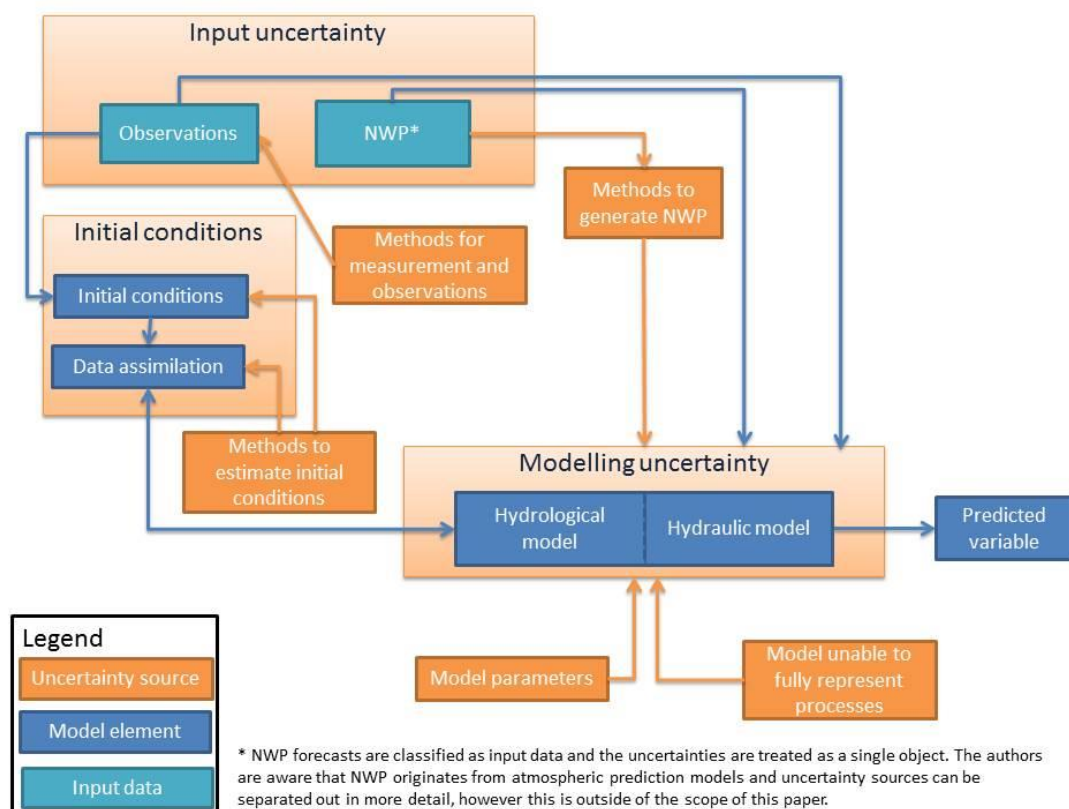 Input uncertainty
Observations
NWP*
Methods to
generate NWP
Initial conditions
Methods for
measurement and
observations
Initial conditions
Data assimilation
Methods to
estimate initial
conditions
Modelling uncertainty
Hydrological
model
Hydraulic model
Predicted
variable
Model parameters
Model unable to
fully represent
processes
Legend
Uncertainty source
Model element
Input data
* NWP forecasts are classified as input data and the uncertainties are treated as a single object. The authors
are aware that NWP originates from atmospheric prediction models and uncertainty sources can be
separated out in more detail, however this is outside of the scope of this paper.